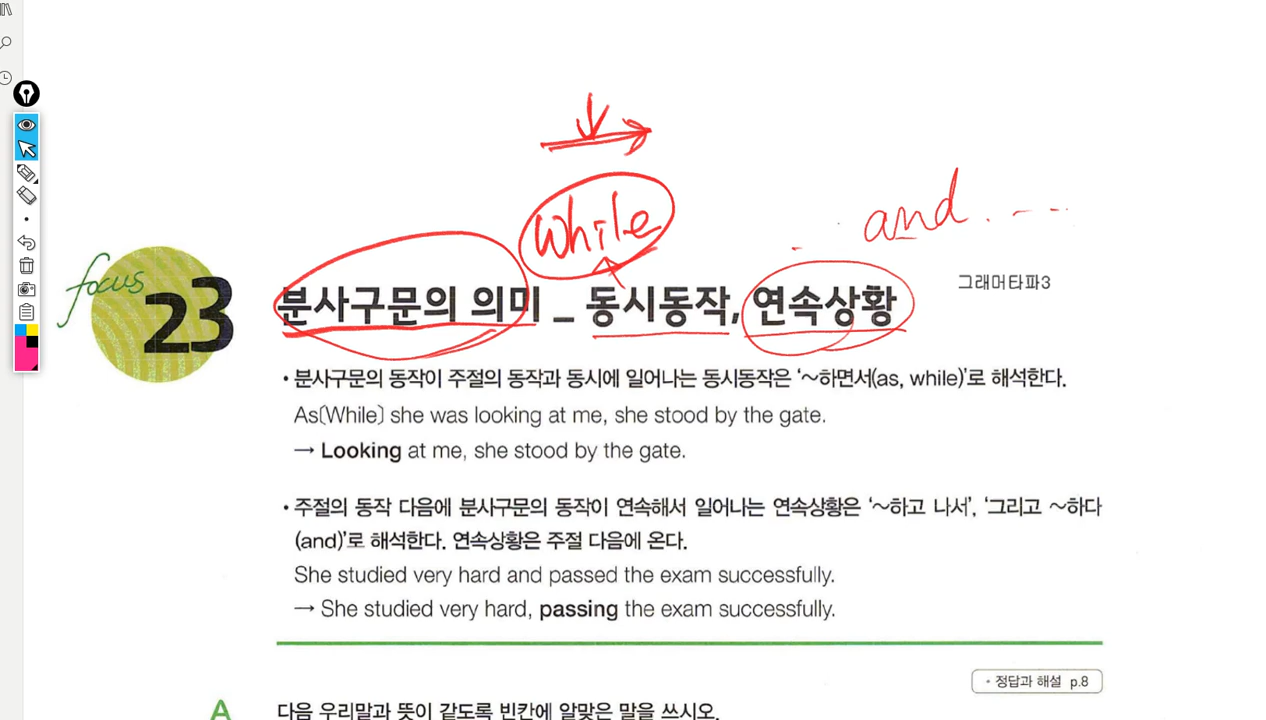 while
and
focus
23
분사구문의 의미 _ 동시동작, 연속상황
그래머타파3
• 분사구문의 동작이 주절의 동작과 동시에 일어나는 동시동작은 '~하면서(as, while)'로 해석한다.
As(While) she was looking at me, she stood by the gate.
→ Looking at me, she stood by the gate.
• 주절의 동작 다음에 분사구문의 동작이 연속해서 일어나는 연속상황은 '~하고 나서', '그리고 ~하다
(and)'로 해석한다. 연속상황은 주절 다음에 온다.
She studied very hard and passed the exam successfully.
→ She studied very hard, passing the exam successfully.
• 정답과 해설 p.8
A 다음 우리말과 뜻이 같도록 빈칸에 알맞은 말을 쓰시오.